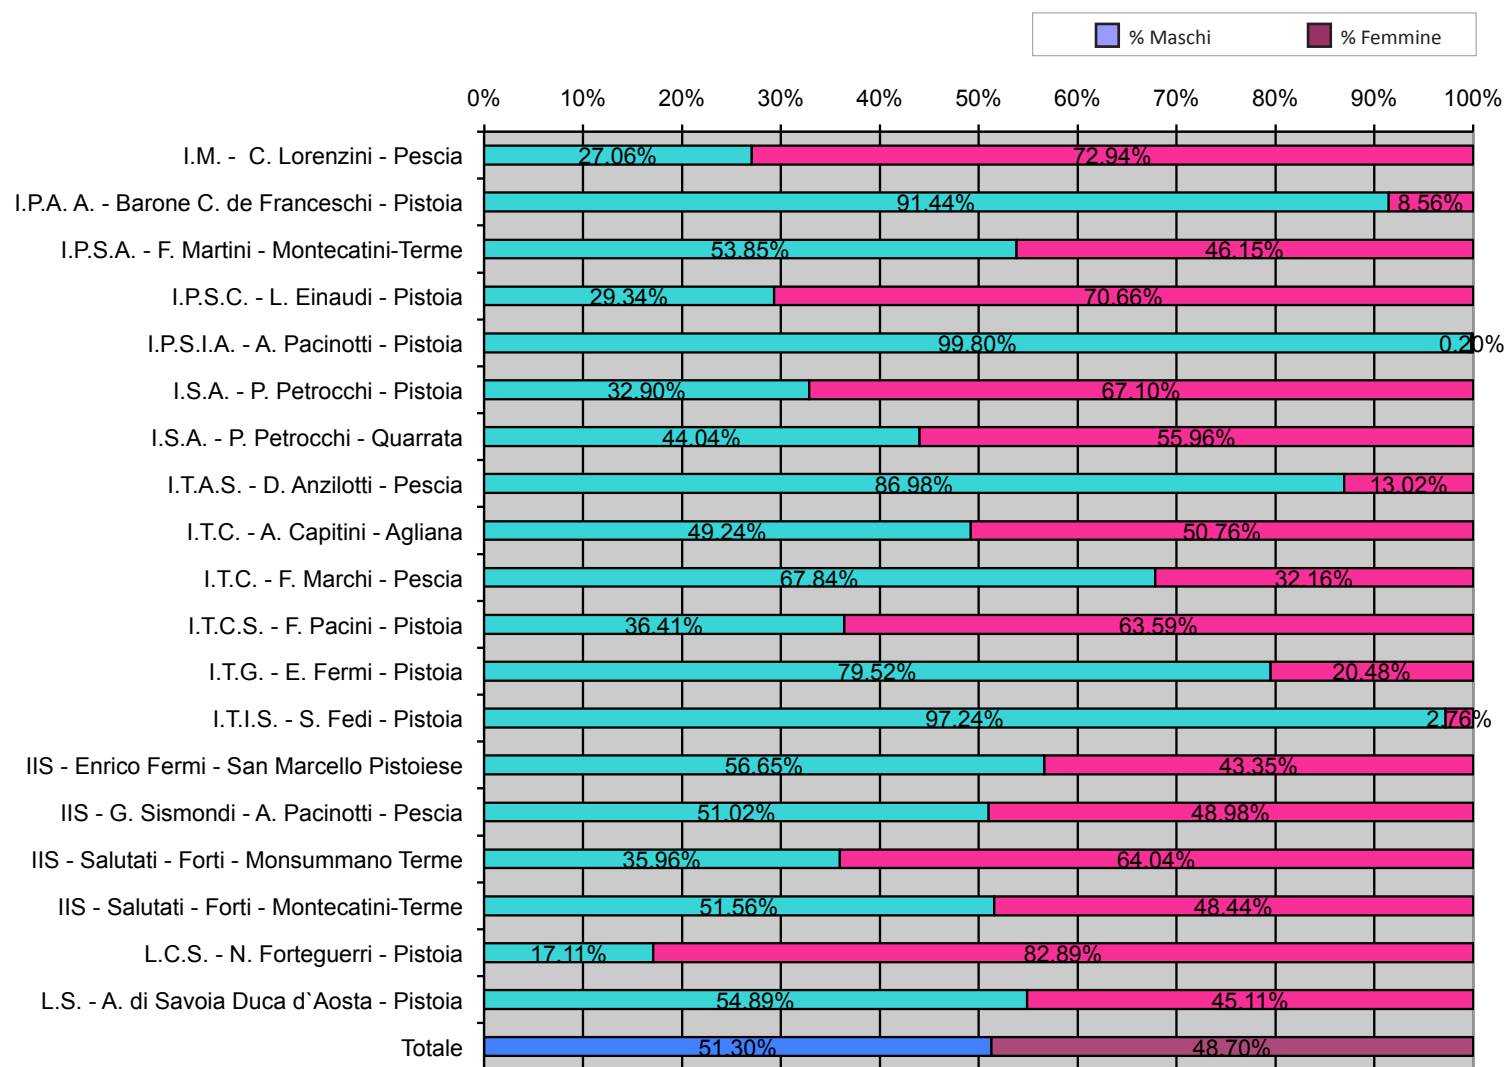 % Maschi % Femmine
0% 10% 20% 30% 40% 50% 60% 70% 80% 90% 100%
I.M. - C. Lorenzini - Pescia 27.06% 72.94%
I.P.A. A. - Barone C. de Franceschi - Pistoia 91.44% 8.56%
I.P.S.A. - F. Martini - Montecatini-Terme 53.85% 46.15%
I.P.S.C. - L. Einaudi - Pistoia 29.34% 70.66%
I.P.S.I.A. - A. Pacinotti - Pistoia 99.80% 0.20%
I.S.A. - P. Petrocchi - Pistoia 32.90% 67.10%
I.S.A. - P. Petrocchi - Quarrata 44.04% 55.96%
I.T.A.S. - D. Anzilotti - Pescia 86.98% 13.02%
I.T.C. - A. Capitini - Agliana 49.24% 50.76%
I.T.C. - F. Marchi - Pescia 67.84% 32.16%
I.T.C.S. - F. Pacini - Pistoia 36.41% 63.59%
I.T.G. - E. Fermi - Pistoia 79.52% 20.48%
I.T.I.S. - S. Fedi - Pistoia 97.24% 2.76%
IIS - Enrico Fermi - San Marcello Pistoiese 56.65% 43.35%
IIS - G. Sismondi - A. Pacinotti - Pescia 51.02% 48.98%
IIS - Salutati - Forti - Monsummano Terme 35.96% 64.04%
IIS - Salutati - Forti - Montecatini-Terme 51.56% 48.44%
L.C.S. - N. Forteguerri - Pistoia 17.11% 82.89%
L.S. - A. di Savoia Duca d`Aosta - Pistoia 54.89% 45.11%
Totale 51.30% 48.70%